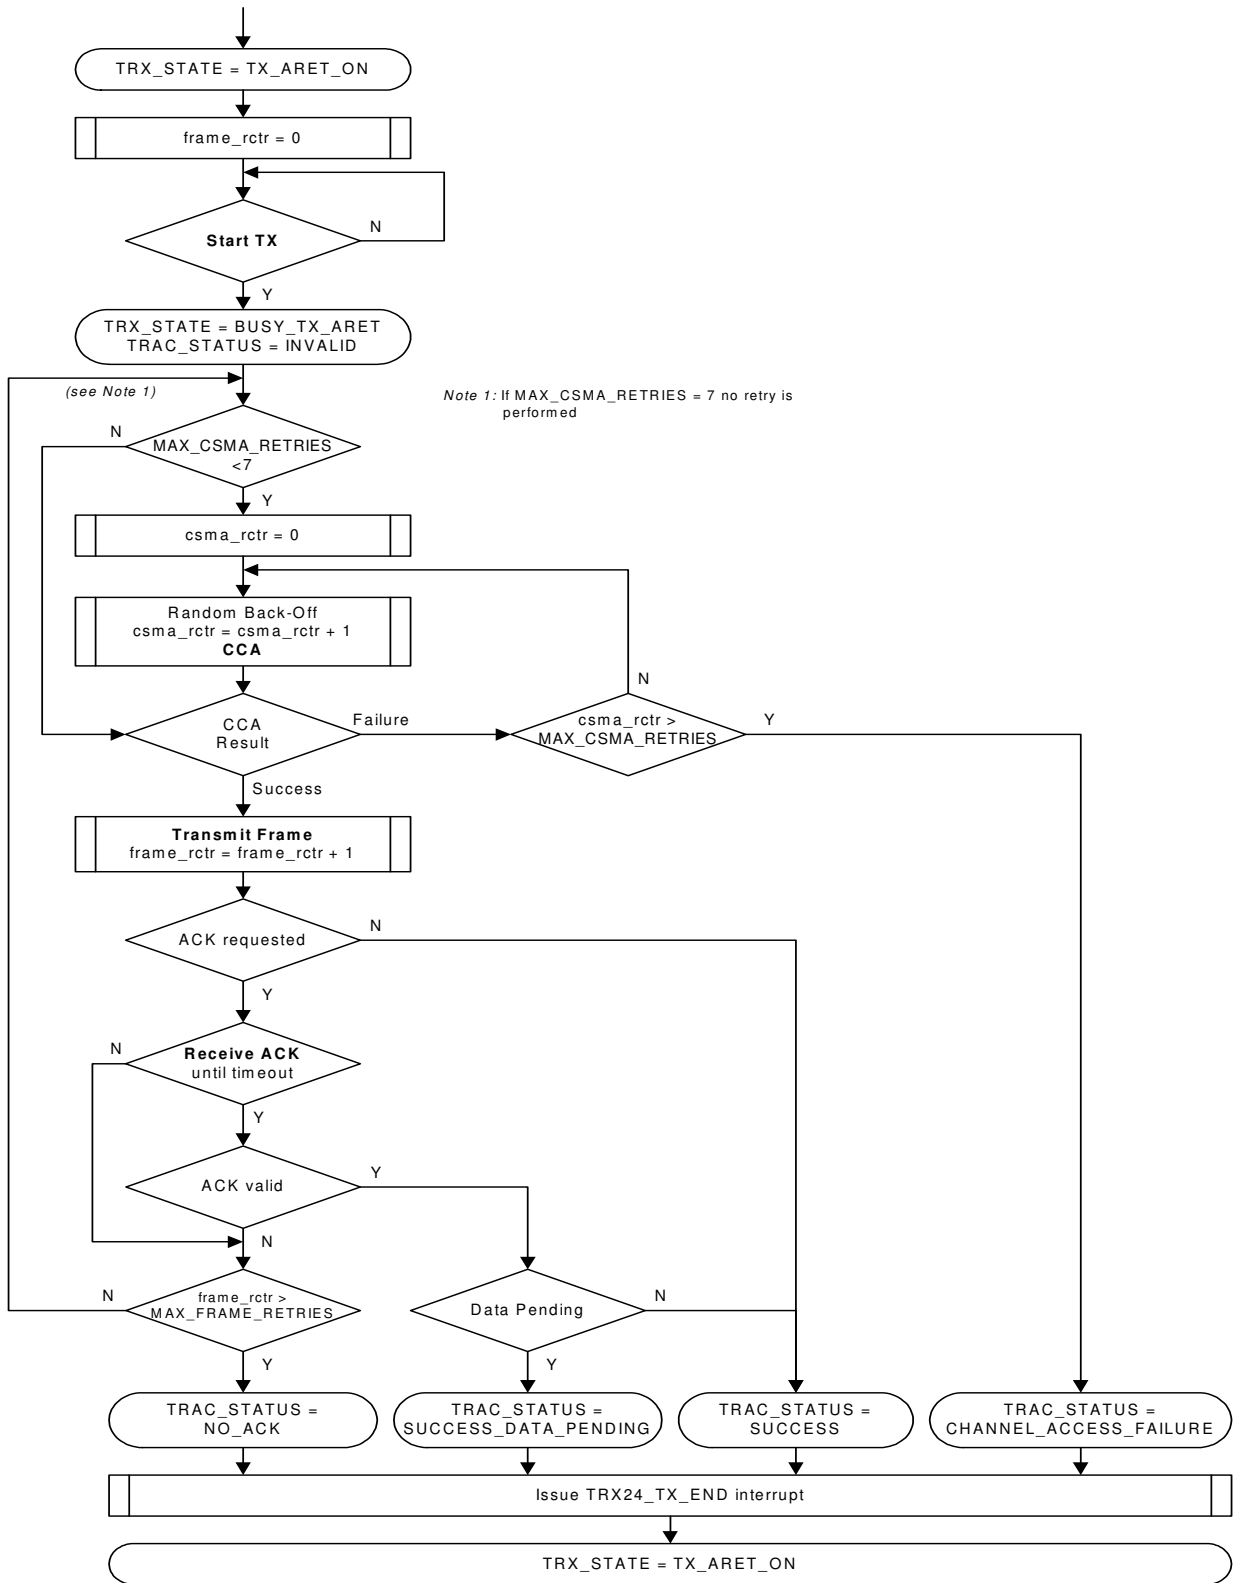 TRX_STATE = TX_ARET_ON
frame_rctr = 0
N
Start TX
Y
TRX_STATE = BUSY_TX_ARET
TRAC_STATUS = INVALID
(see Note 1)
Note 1: If MAX_CSMA_RETRIES = 7 no retry is
performed
N
MAX_CSMA_RETRIES
<7
Y
csma_rctr = 0
Random Back-Off
csma_rctr = csma_rctr + 1
CCA
N
CCA
Result
Failure
csma_rctr >
MAX_CSMA_RETRIES
Y
Success
Transmit Frame
frame_rctr = frame_rctr + 1
N
ACK requested
Y
N
Receive ACK
until timeout
Y
Y
ACK valid
N
N
frame_rctr >
MAX_FRAME_RETRIES
Data Pending
N
Y
Y
TRAC_STATUS =
NO_ACK
TRAC_STATUS =
SUCCESS_DATA_PENDING
TRAC_STATUS =
SUCCESS
TRAC_STATUS =
CHANNEL_ACCESS_FAILURE
Issue TRX24_TX_END interrupt
TRX_STATE = TX_ARET_ON